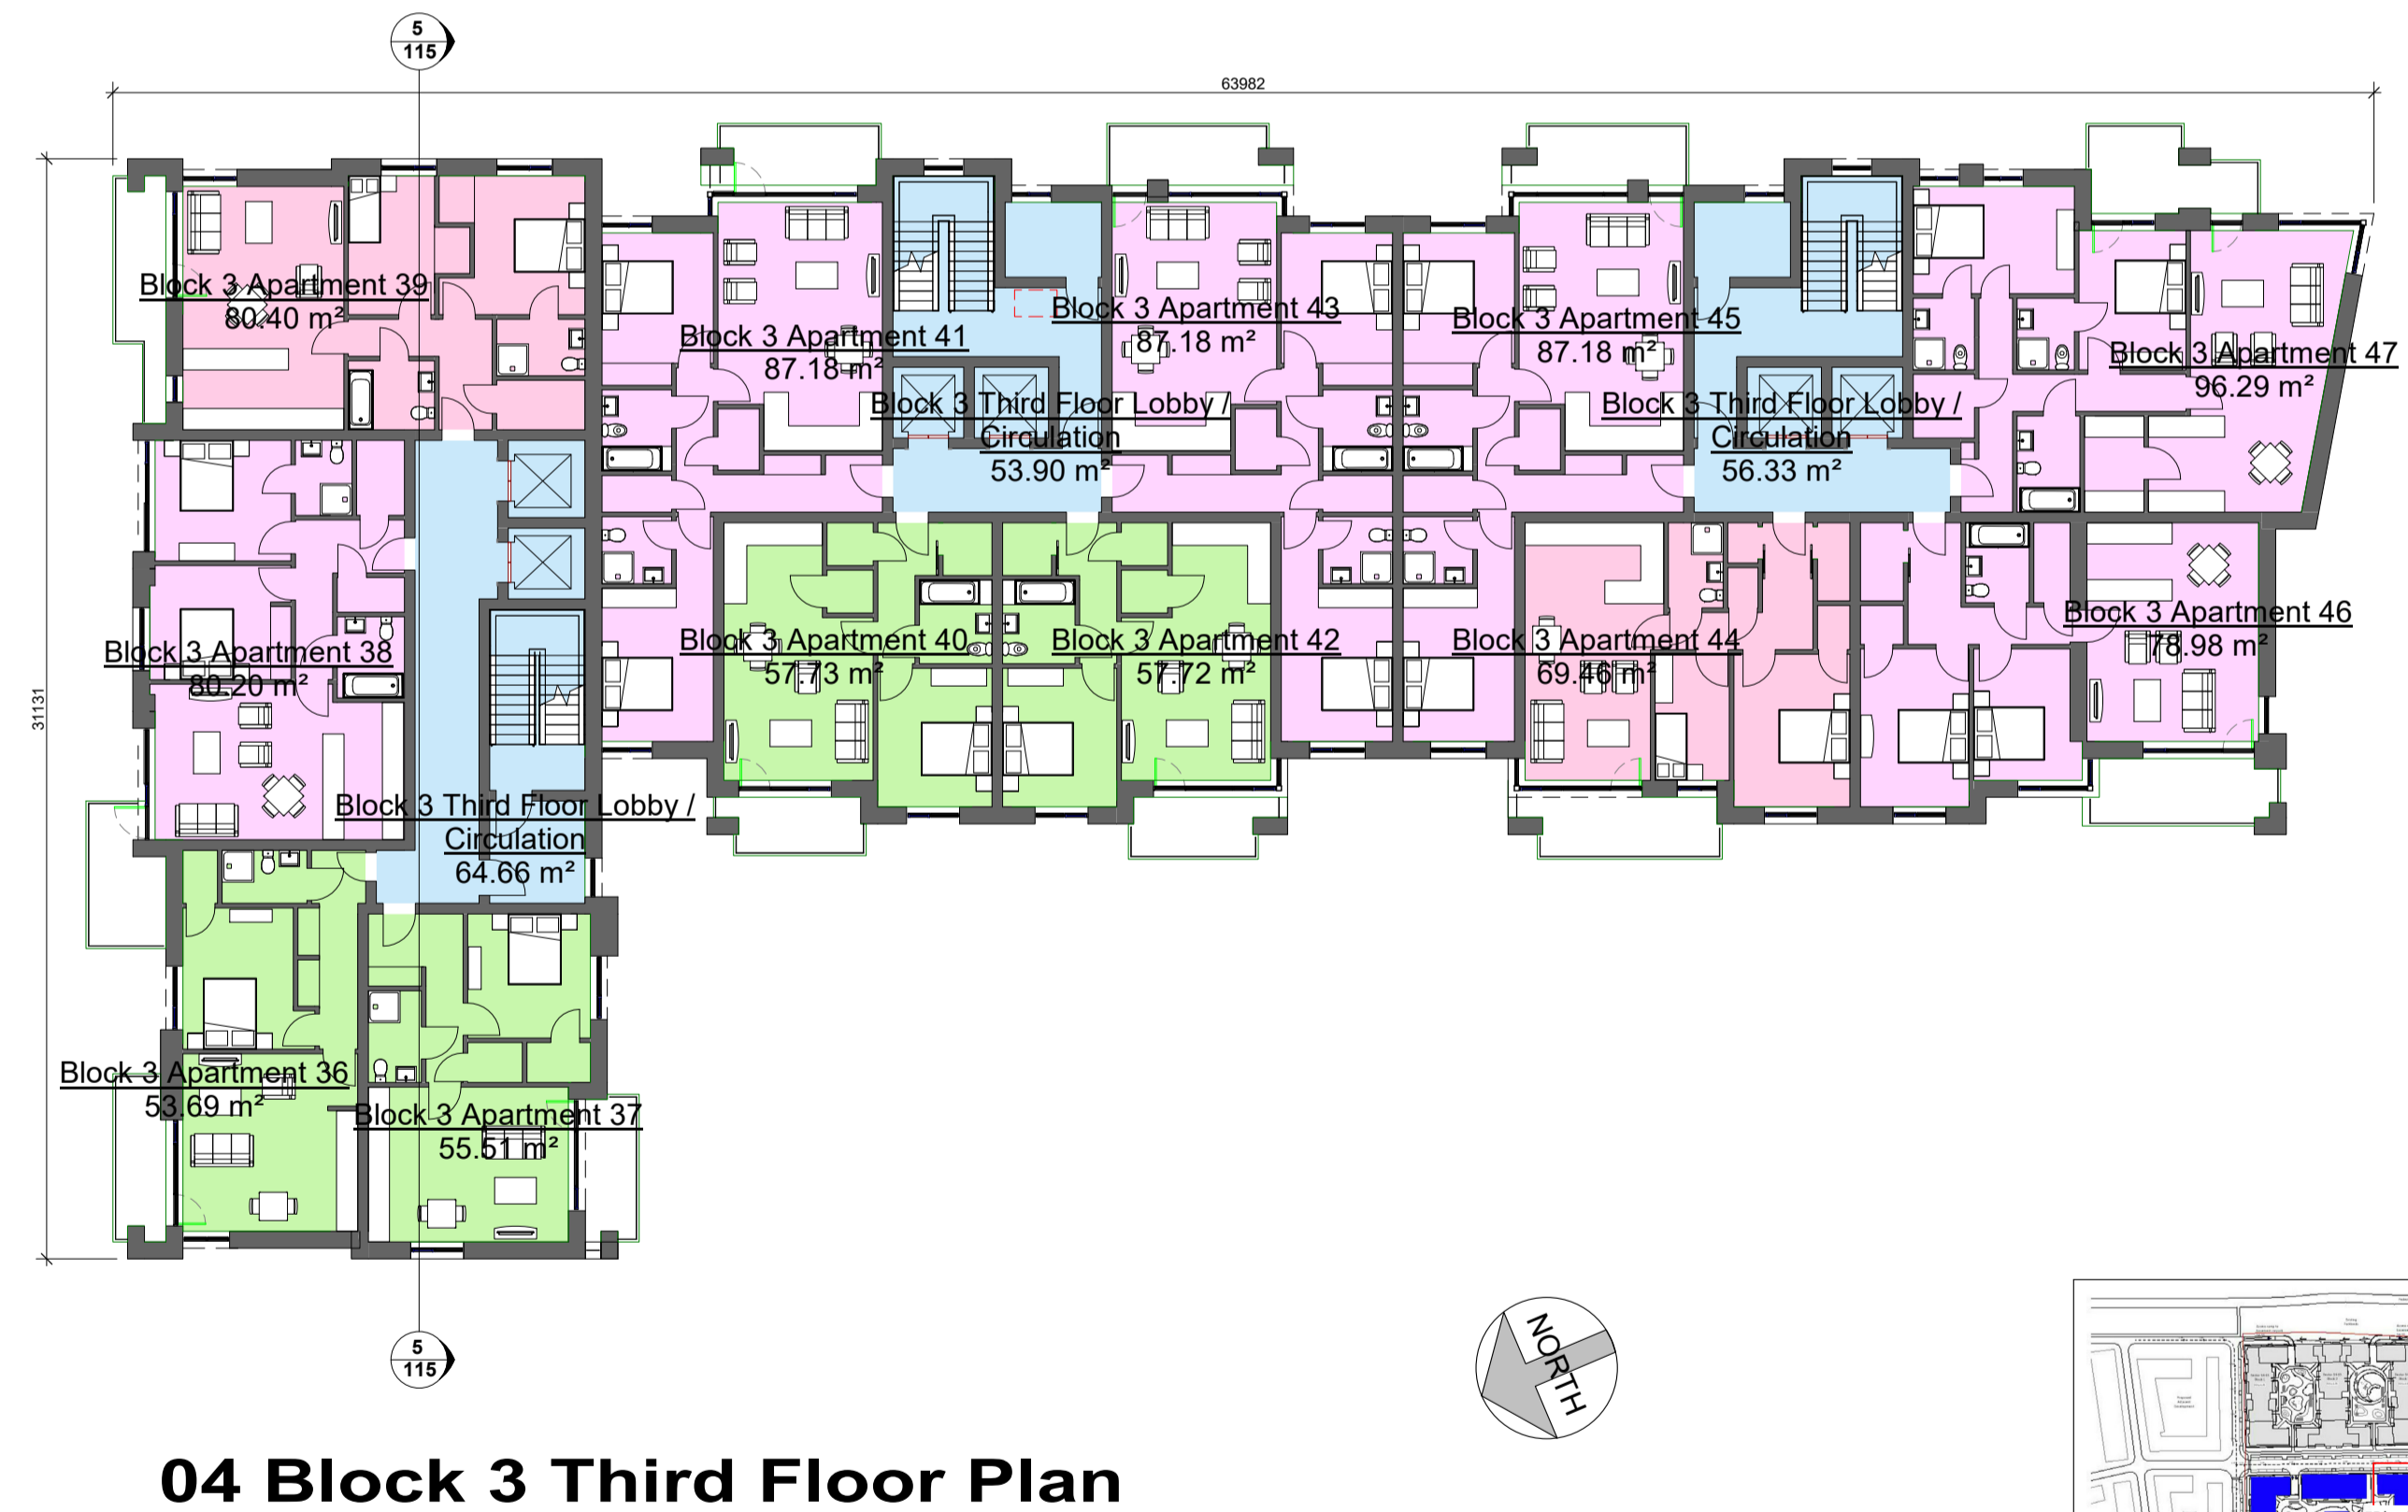 5
115
63982
31131
Block 3 Apartment 39
80.40 m²
Block 3 Apartment 41
87.18 m²
Block 3 Apartment 43
87.18 m²
Block 3 Apartment 45
87.18 m²
Block 3 Apartment 47
96.29 m²
Block 3 Third Floor Lobby /
Circulation
53.90 m²
Block 3 Third Floor Lobby /
Circulation
56.33 m²
Block 3 Apartment 38
80.20 m²
Block 3 Apartment 40
57.73 m²
Block 3 Apartment 42
57.72 m²
Block 3 Apartment 44
69.46 m²
Block 3 Apartment 46
78.98 m²
Block 3 Third Floor Lobby /
Circulation
64.66 m²
Block 3 Apartment 36
53.69 m²
Block 3 Apartment 37
55.51 m²
5
115
NORTH
04 Block 3 Third Floor Plan